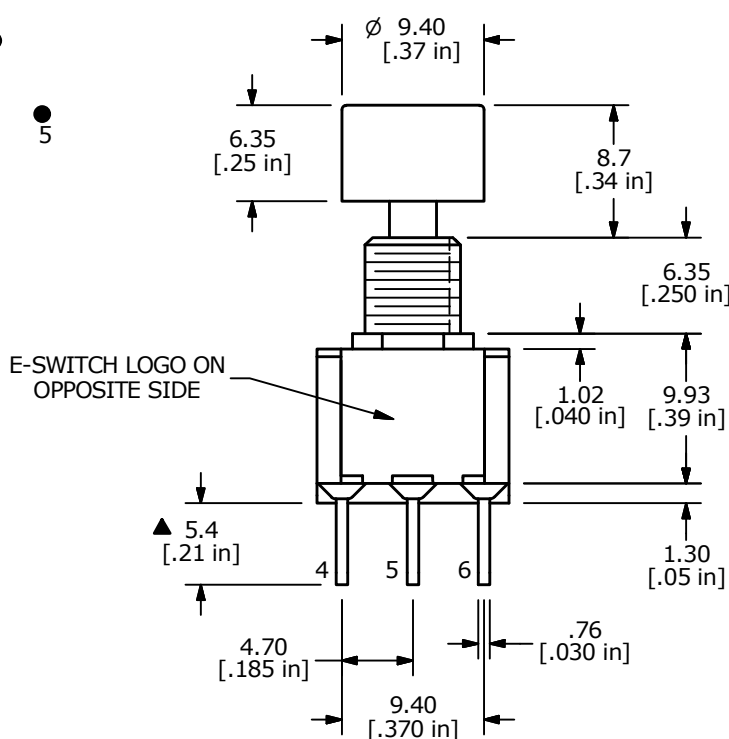 Ø 9.40
[.37 in]
5
6.35
[.25 in]
8.7
[.34 in]
6.35
[.250 in]
E-SWITCH LOGO ON
OPPOSITE SIDE
1.02
[.040 in]
9.93
[.39 in]
▲ 5.4
[.21 in]
4
5
6
1.30
[.05 in]
4.70
[.185 in]
.76
[.030 in]
9.40
[.370 in]